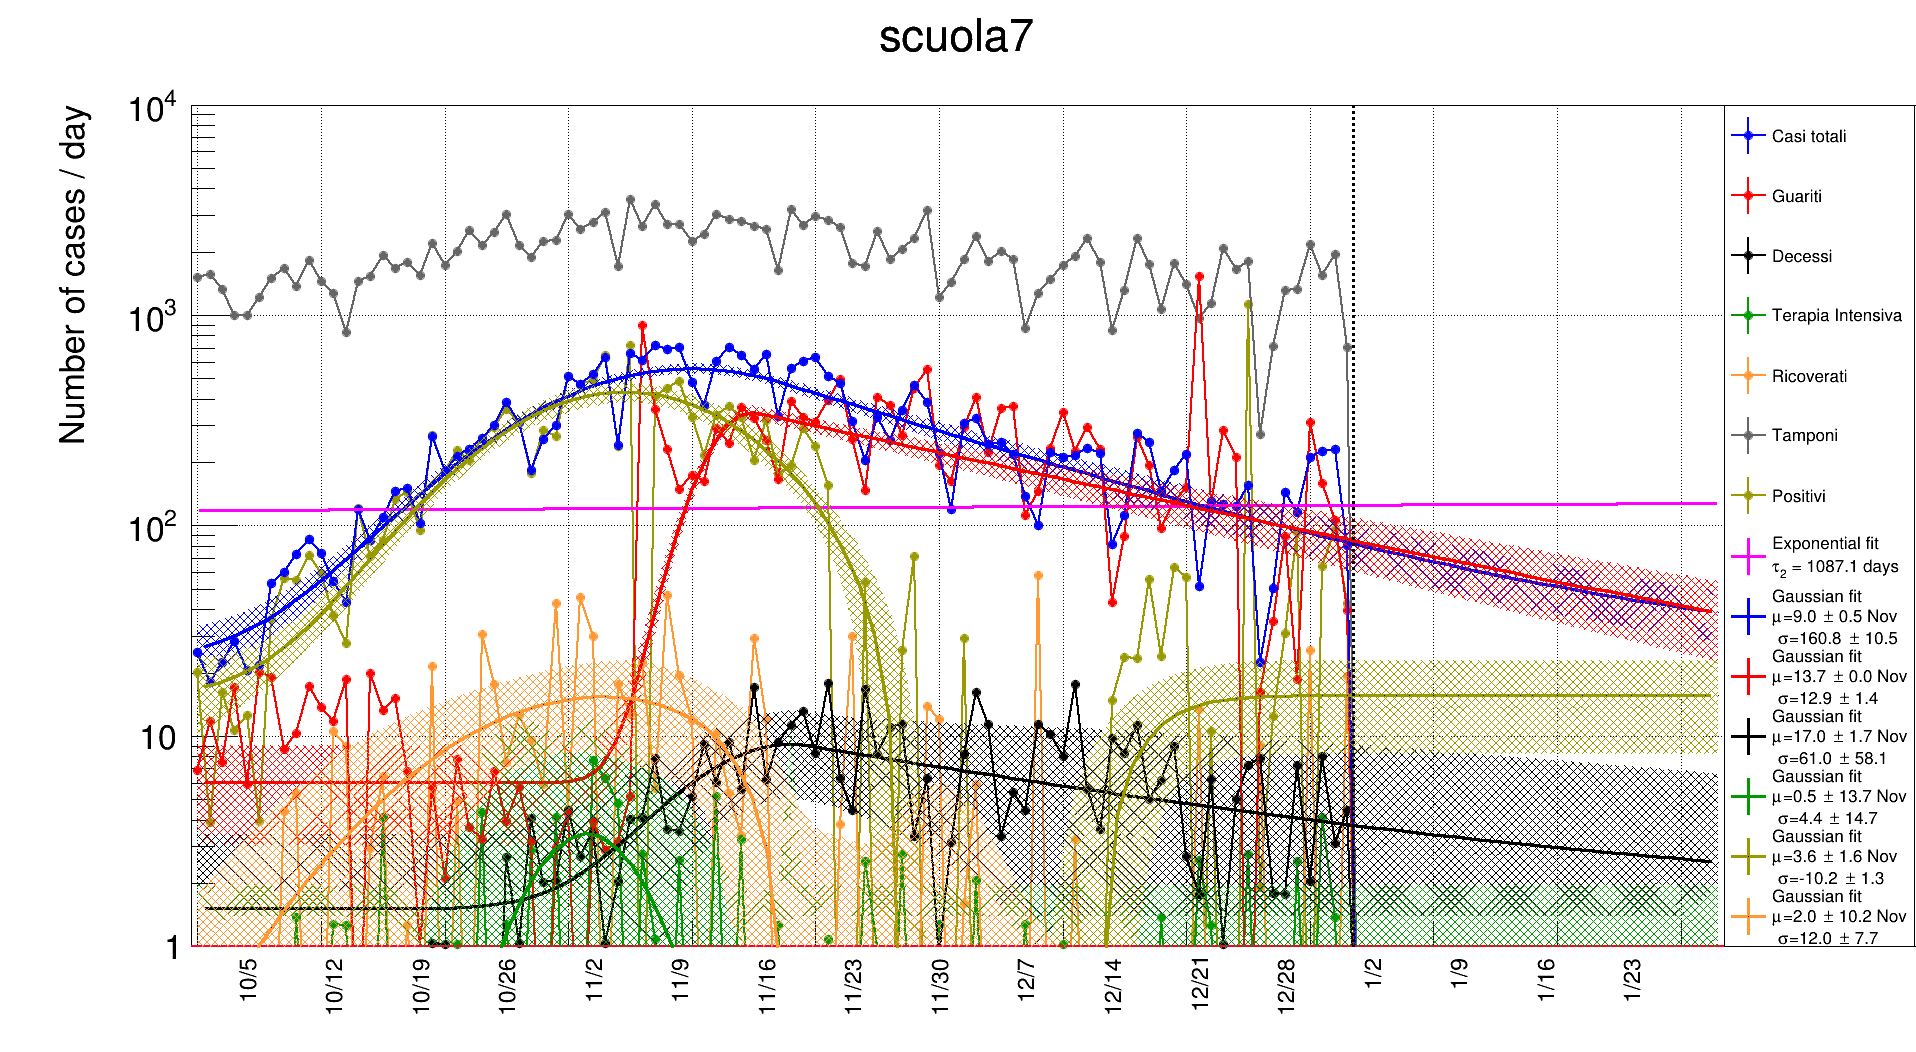 scuola7
Number of cases / day
10^4
10^3
10^2
10
1
10/5
10/12
10/19
10/26
11/2
11/9
11/16
11/23
11/30
12/7
12/14
12/21
12/28
1/2
1/9
1/16
1/23
Casi totali
Guariti
Decessi
Terapia Intensiva
Ricoverati
Tamponi
Positivi
Exponential fit
τ2 = 1087.1 days
Gaussian fit
μ=9.0 ± 0.5 Nov
σ=160.8 ± 10.5
Gaussian fit
μ=13.7 ± 0.0 Nov
σ=12.9 ± 1.4
Gaussian fit
μ=17.0 ± 1.7 Nov
σ=61.0 ± 58.1
Gaussian fit
μ=0.5 ± 13.7 Nov
σ=4.4 ± 14.7
Gaussian fit
μ=3.6 ± 1.6 Nov
σ=-10.2 ± 1.3
Gaussian fit
μ=2.0 ± 10.2 Nov
σ=12.0 ± 7.7